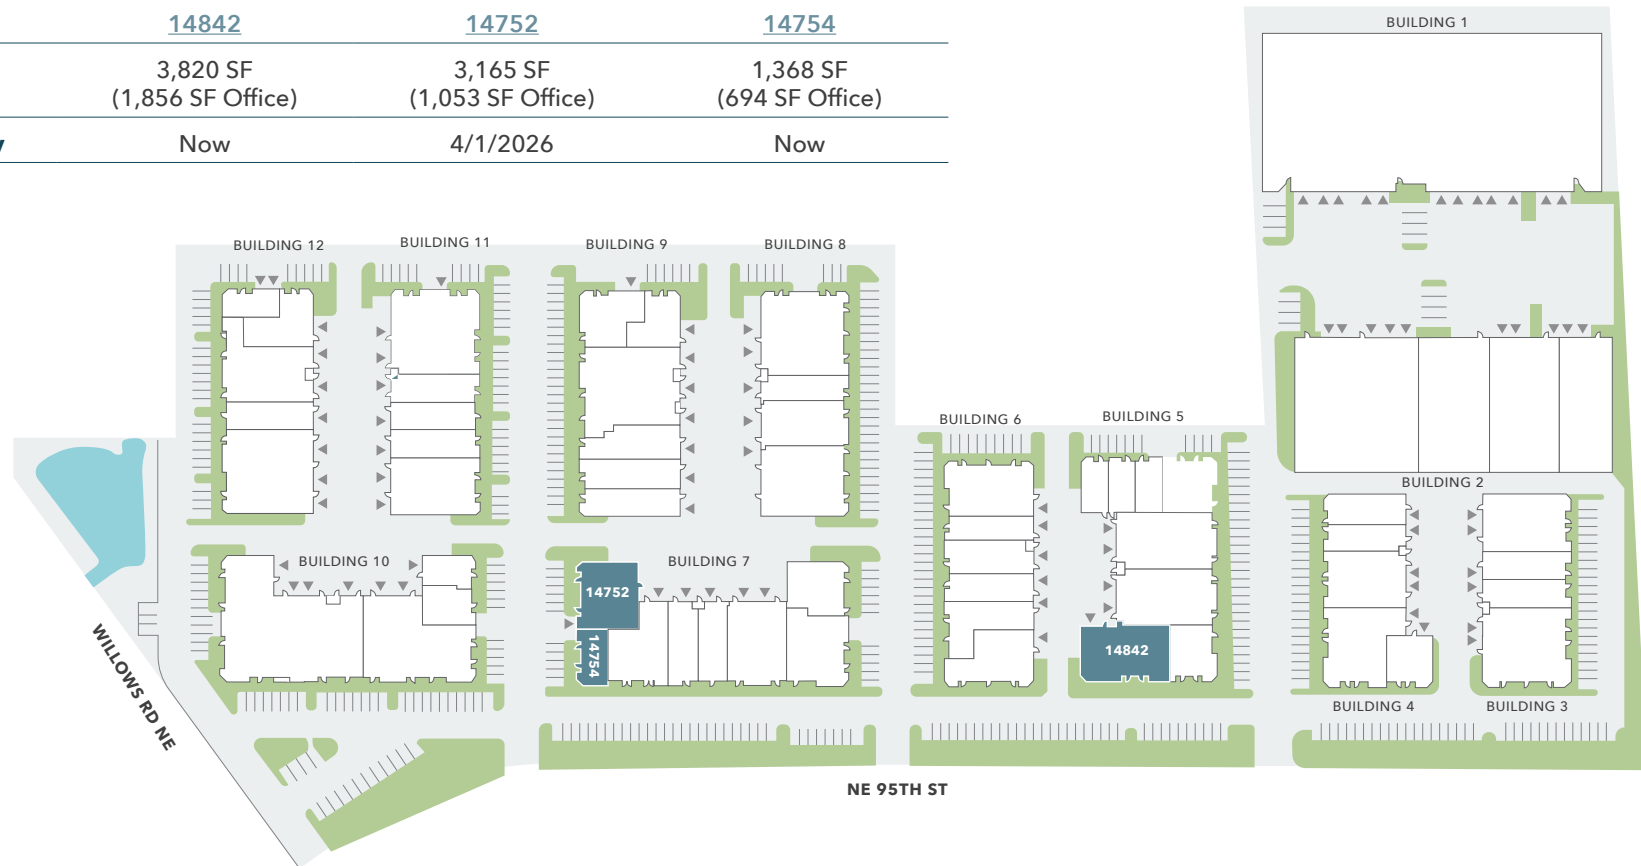 14842 14752 14754
3,820 SF 3,165 SF 1,368 SF
(1,856 SF Office) (1,053 SF Office) (694 SF Office)
Now 4/1/2026 Now
BUILDING 1
BUILDING 12
BUILDING 11
BUILDING 9
BUILDING 8
BUILDING 6
BUILDING 5
BUILDING 2
BUILDING 10
BUILDING 7
14752
14754
14842
BUILDING 4
BUILDING 3
WILLOWS RD NE
NE 95TH ST